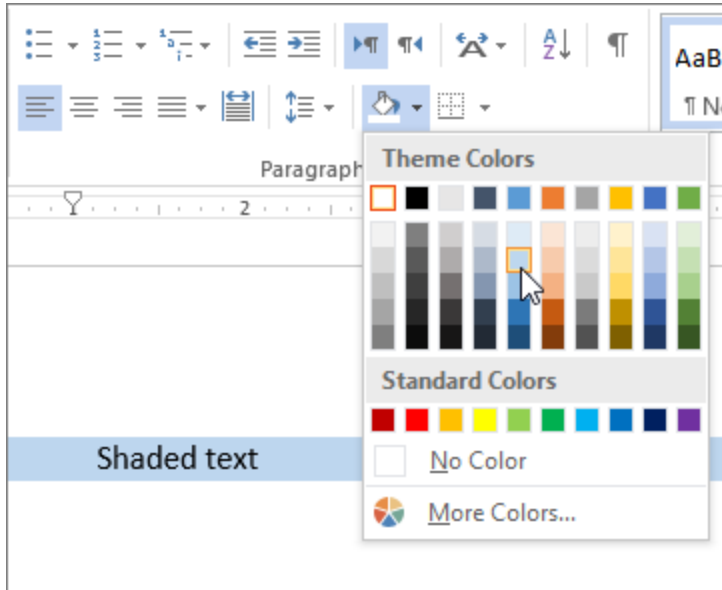 AaB
¶ N
Paragraph
Theme Colors
2
Standard Colors
Shaded text
No Color
More Colors...